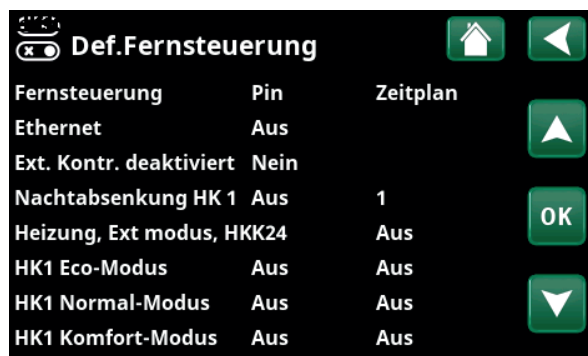 Def.Fernsteuerung
Fernsteuerung Pin Zeitplan
Ethernet Aus
Ext. Kontr. deaktiviert Nein
Nachtabsenkung HK 1 Aus 1
Heizung, Ext modus, HKK24 Aus
OK
HK1 Eco-Modus Aus Aus
HK1 Normal-Modus Aus Aus
HK1 Komfort-Modus Aus Aus